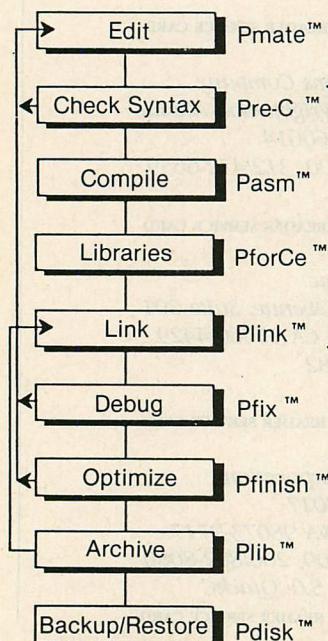 Edit Pmate™
Check Syntax Pre-C™
Compile Pasm™
Libraries PforCe™
Link Plink™
Debug Pfix™
Optimize Pfinish™
Archive Plib™
Backup/Restore Pdisk™